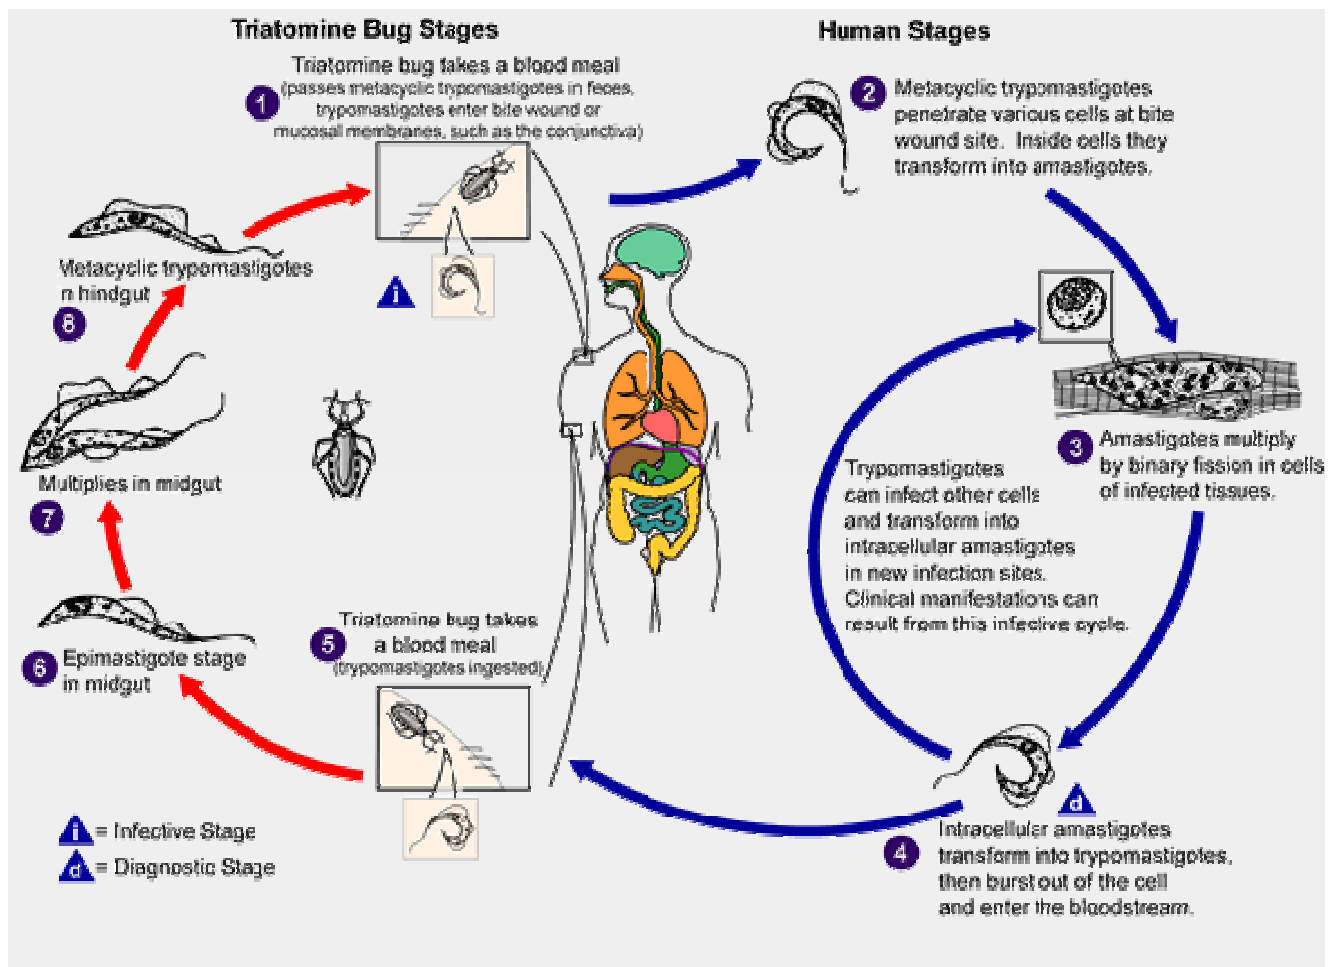 Triatomine Bug Stages
Human Stages
1
Triatomine bug takes a blood meal
(passes metacyclic trypomastigotes in feces,
trypomastigotes enter bite wound or
mucosal membranes, such as the conjunctiva)
i
2
Metacyclic trypomastigotes
penetrate various cells at bite
wound site. Inside cells they
transform into amastigotes.
3
Amastigotes multiply
by binary fission in cells
of infected tissues.
Trypomastigotes
can infect other cells
and transform into
intracellular amastigotes
in new infection sites.
Clinical manifestations can
result from this infective cycle.
d
4
Intracellular amastigotes
transform into trypomastigotes,
then burst out of the cell
and enter the bloodstream.
5
Triatomine bug takes
a blood meal
(trypomastigotes ingested)
6
Epimastigote stage
in midgut
Multiplies in midgut
7
Metacyclic trypomastigotes
n hindgut
8
i = Infective Stage
d = Diagnostic Stage